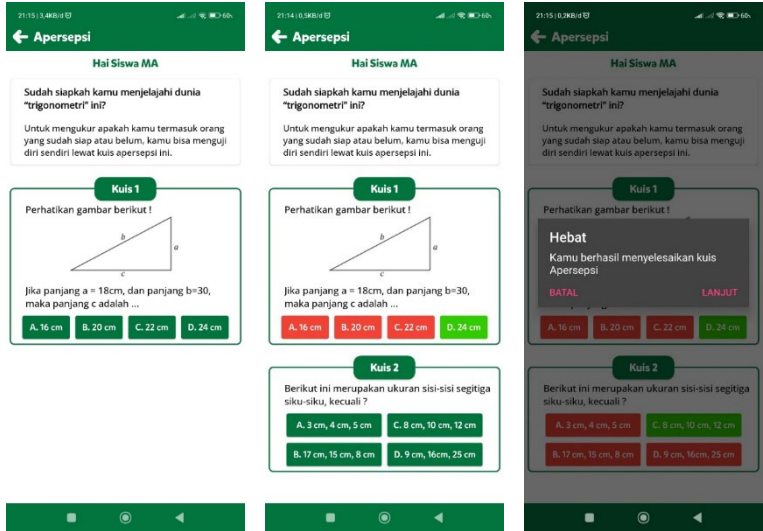 21:15 | 3,4KB/d
60
Apersepsi
Hai Siswa MA
Sudah siapkah kamu menjelajahi dunia
"trigonometri" ini?
Untuk mengukur apakah kamu termasuk orang
yang sudah siap atau belum, kamu bisa menguji
diri sendiri lewat kuis apersepsi ini.
Kuis 1
Perhatikan gambar berikut !
b
a
c
Jika panjang a = 18cm, dan panjang b=30,
maka panjang c adalah ...
A. 16 cm
B. 20 cm
C. 22 cm
D. 24 cm
21:14 | 0,5KB/d
60
Apersepsi
Hai Siswa MA
Sudah siapkah kamu menjelajahi dunia
"trigonometri" ini?
Untuk mengukur apakah kamu termasuk orang
yang sudah siap atau belum, kamu bisa menguji
diri sendiri lewat kuis apersepsi ini.
Kuis 1
Perhatikan gambar berikut !
b
a
c
Jika panjang a = 18cm, dan panjang b=30,
maka panjang c adalah ...
A. 16 cm
B. 20 cm
C. 22 cm
D. 24 cm
Kuis 2
Berikut ini merupakan ukuran sisi-sisi segitiga
siku-siku, kecuali ?
A. 3 cm, 4 cm, 5 cm
C. 8 cm, 10 cm, 12 cm
B. 17 cm, 15 cm, 8 cm
D. 9 cm, 16cm, 25 cm
21:15 | 0,2KB/d
60
Apersepsi
Hai Siswa MA
Sudah siapkah kamu menjelajahi dunia
"trigonometri" ini?
Untuk mengukur apakah kamu termasuk orang
yang sudah siap atau belum, kamu bisa menguji
diri sendiri lewat kuis apersepsi ini.
Kuis 1
Perhatikan gambar berikut !
Hebat
Kamu berhasil menyelesaikan kuis
Apersepsi
BATAL
LANJUT
A. 16 cm
B. 20 cm
C. 22 cm
D. 24 cm
Kuis 2
Berikut ini merupakan ukuran sisi-sisi segitiga
siku-siku, kecuali ?
A. 3 cm, 4 cm, 5 cm
C. 8 cm, 10 cm, 12 cm
B. 17 cm, 15 cm, 8 cm
D. 9 cm, 16cm, 25 cm